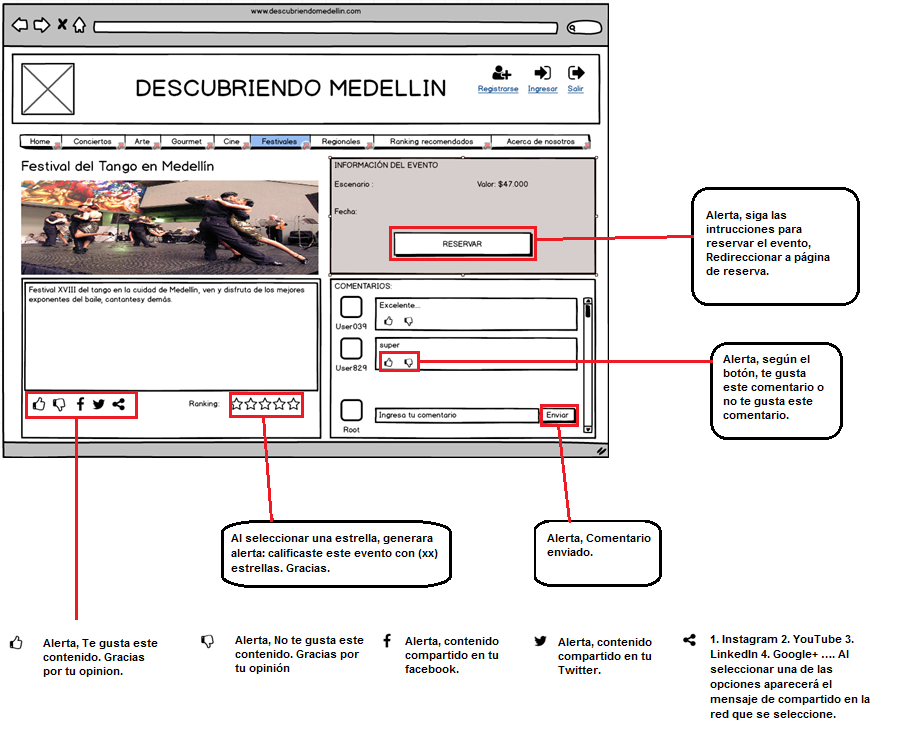 www.descubriendomedellin.com
DESCUBRIENDO MEDELLIN
Registrarse Ingresar Salir
Home Conciertos Arte Gourmet Cine Festivales Regionales Ranking recomendados Acerca de nosotros
Festival del Tango en Medellín
INFORMACIÓN DEL EVENTO
Escenario : Valor: $47.000
Fecha:
RESERVAR
Alerta, siga las
intrucciones para
reservar el evento,
Redireccionar a página
de reserva.
Festival XVIII del tango en la cuidad de Medellín, ven y disfruta de los mejores
exponentes del baile, cantantesy demás.
COMENTARIOS:
Excelente...
User039
super
User829
Alerta, según el
botón, te gusta
este comentario o
no te gusta este
comentario.
Ranking:
Ingresa tu comentario Enviar
Root
Al seleccionar una estrella, generara
alerta: calificaste este evento con (xx)
estrellas. Gracias.
Alerta, Comentario
enviado.
Alerta, Te gusta este
contenido. Gracias
por tu opinion.
Alerta, No te gusta este
contenido. Gracias por
tu opinión
Alerta, contenido
compartido en tu
facebook.
Alerta, contenido
compartido en tu
Twitter.
1. Instagram 2. YouTube 3.
LinkedIn 4. Google+ .... Al
seleccionar una de las
opciones aparecerá el
mensaje de compartido en la
red que se seleccione.